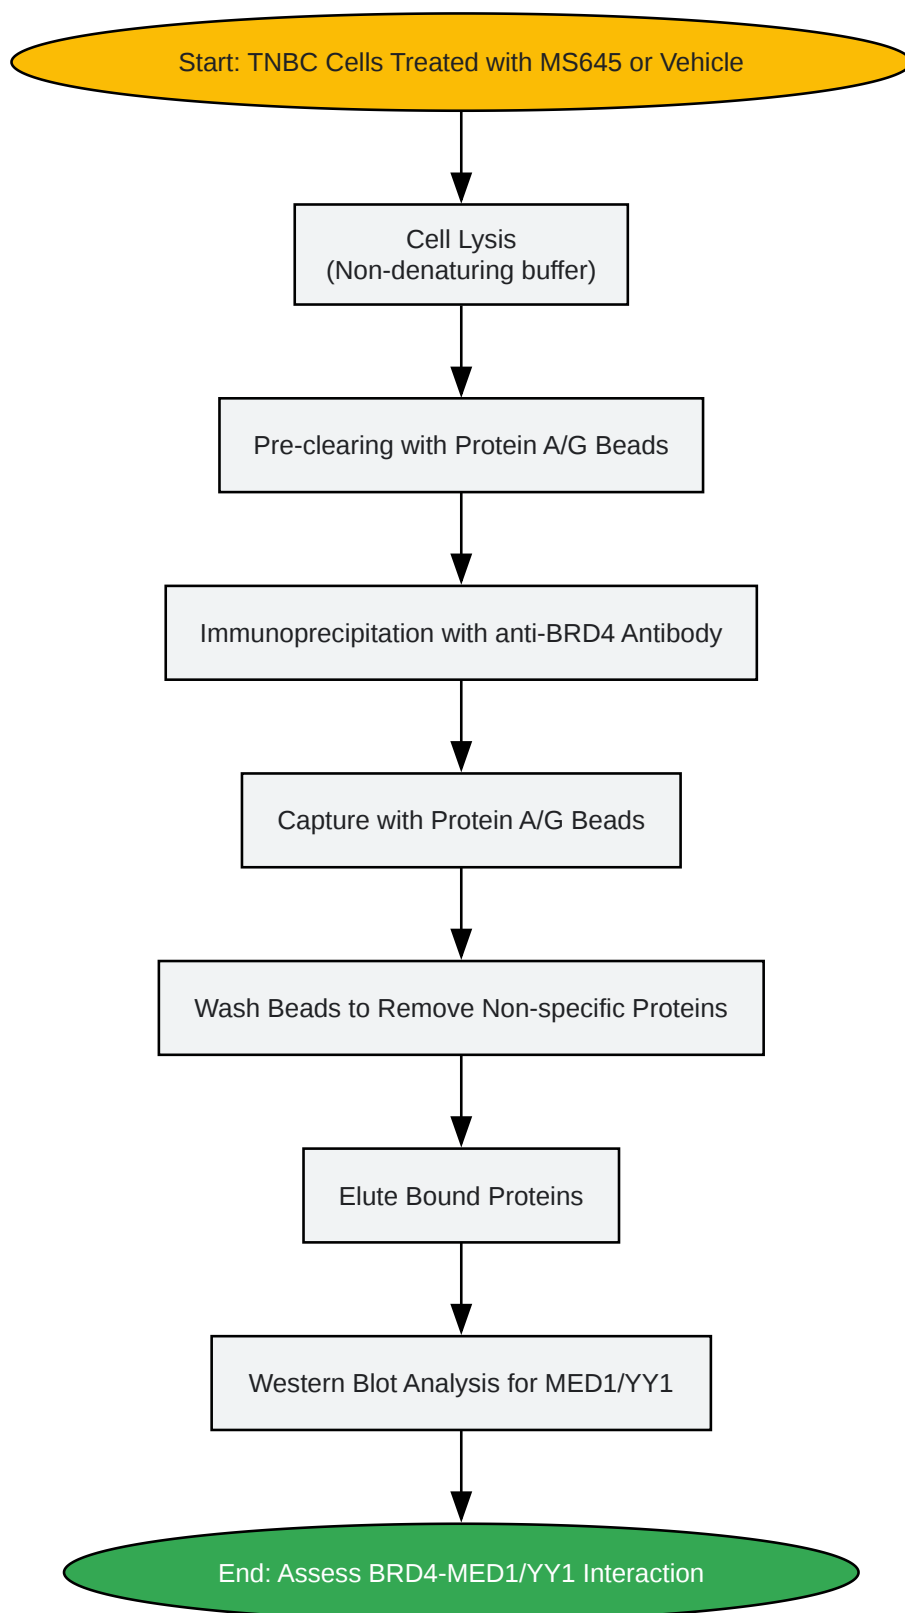 Start: TNBC Cells Treated with MS645 or Vehicle
Cell Lysis
(Non-denaturing buffer)
Pre-clearing with Protein A/G Beads
Immunoprecipitation with anti-BRD4 Antibody
Capture with Protein A/G Beads
Wash Beads to Remove Non-specific Proteins
Elute Bound Proteins
Western Blot Analysis for MED1/YY1
End: Assess BRD4-MED1/YY1 Interaction